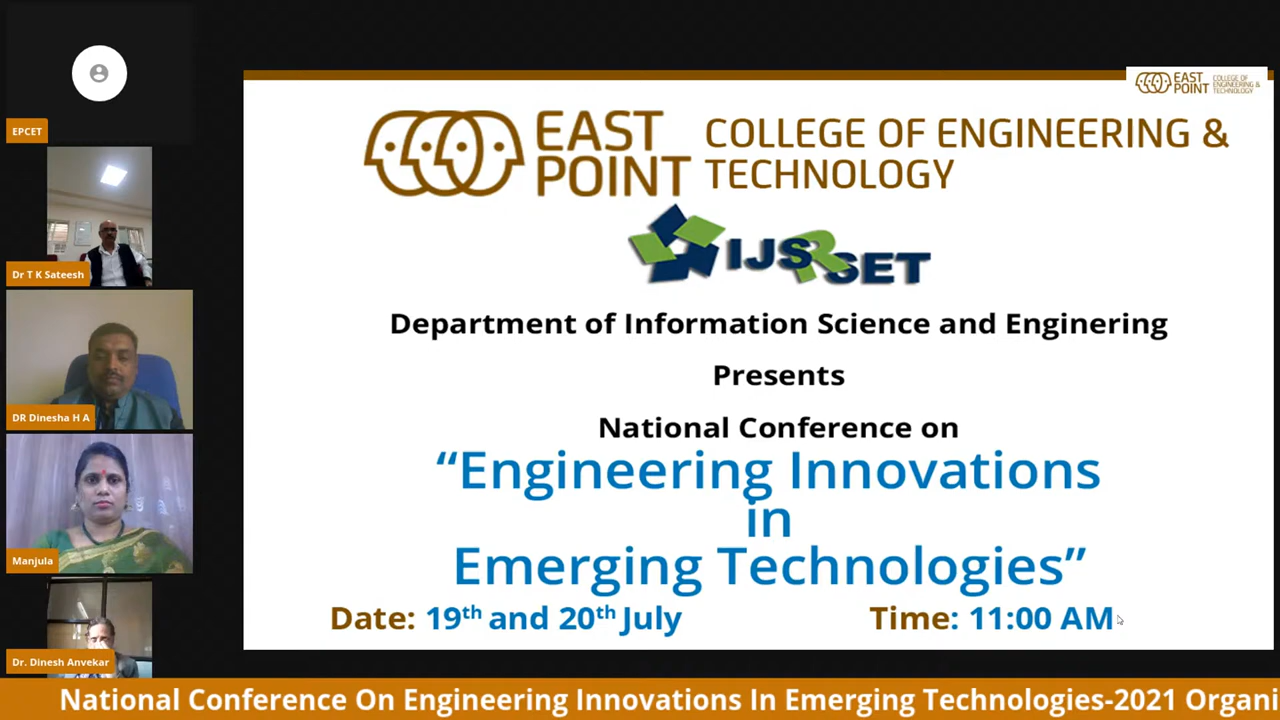 EPCET
Dr T K Sateesh
DR Dinesha H A
Manjula
Dr. Dinesh Anvekar
EAST POINT COLLEGE OF ENGINEERING & TECHNOLOGY
EAST COLLEGE OF ENGINEERING &
POINT TECHNOLOGY
IJSRSET
Department of Information Science and Enginering
Presents
National Conference on
“Engineering Innovations
in
Emerging Technologies”
Date: 19th and 20th July Time: 11:00 AM
National Conference On Engineering Innovations In Emerging Technologies-2021 Organi